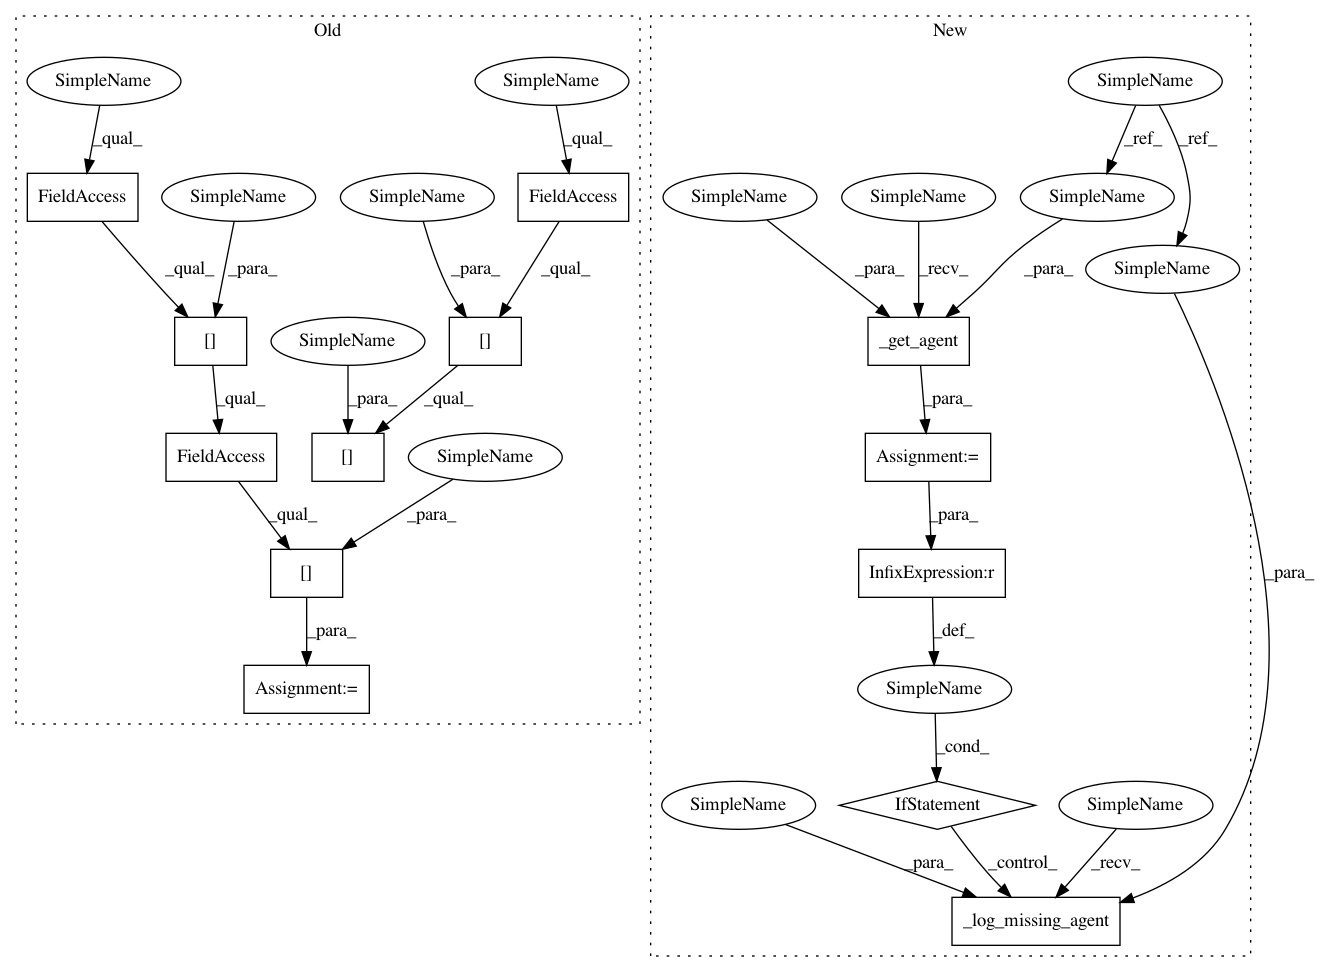 Old
New
SimpleName
SimpleName
SimpleName
_qual_
_qual_
_ref_
_ref_
FieldAccess
SimpleName
SimpleName
FieldAccess
SimpleName
SimpleName
SimpleName
SimpleName
_qual_
_para_
_para_
_qual_
_para_
_recv_
_para_
[]
SimpleName
[]
_get_agent
_qual_
_para_
_qual_
_para_
FieldAccess
[]
SimpleName
Assignment:=
_qual_
_para_
_para_
[]
InfixExpression:r
_para_
_para_
_def_
Assignment:=
SimpleName
_cond_
SimpleName
IfStatement
SimpleName
_para_
_control_
_recv_
_log_missing_agent